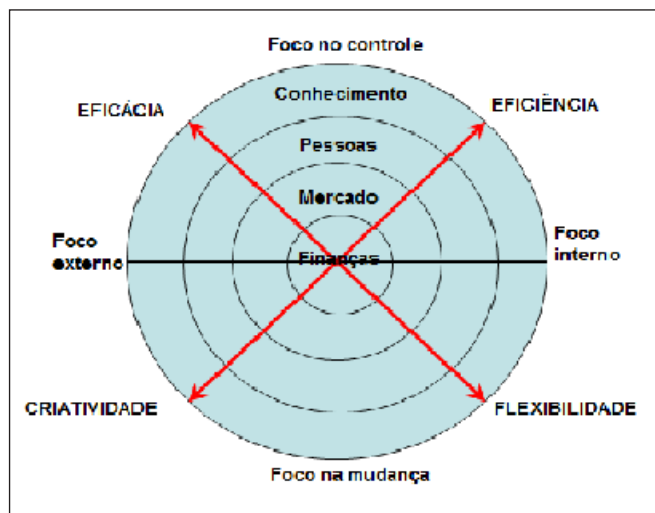 Foco no controle
Conhecimento
EFICÁCIA
EFICIÊNCIA
Pessoas
Mercado
Foco
externo
Finanças
Foco
interno
CRIATIVIDADE
FLEXIBILIDADE
Foco na mudança